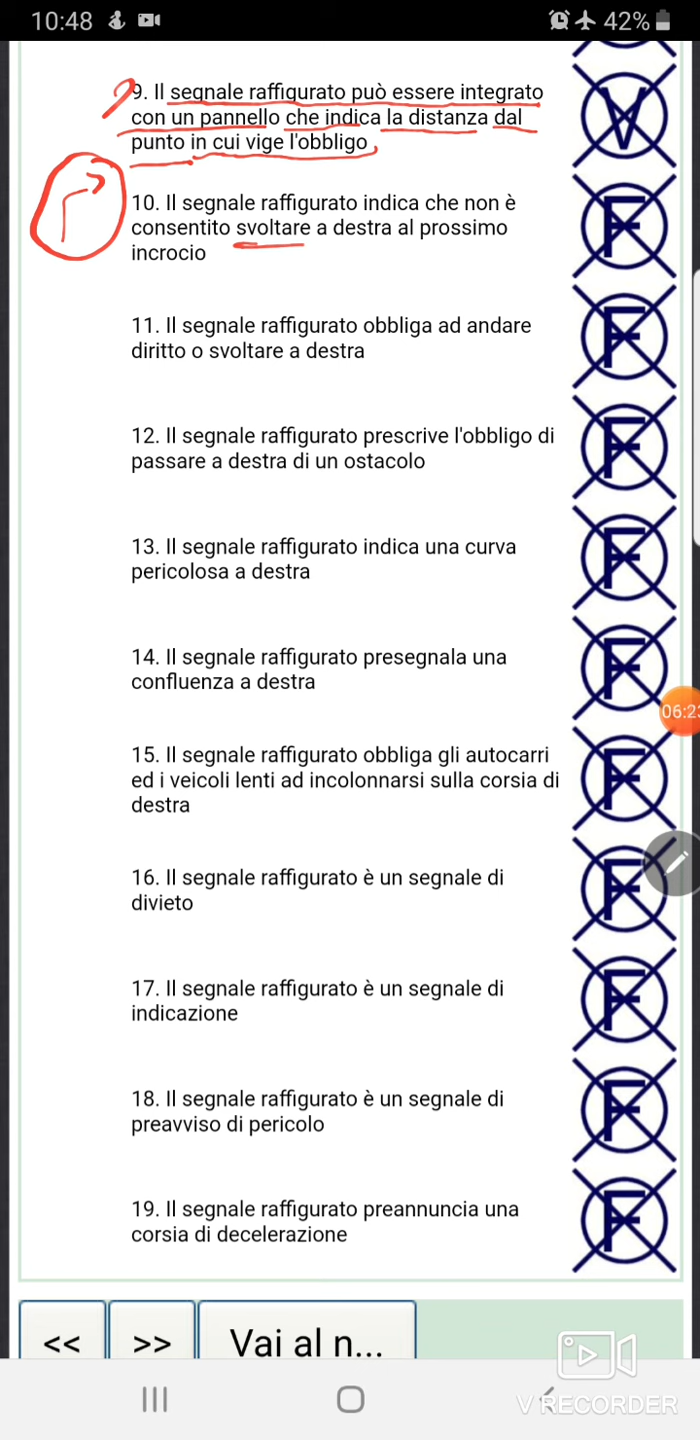 10:48
42%
9. Il segnale raffigurato può essere integrato
con un pannello che indica la distanza dal
punto in cui vige l'obbligo
V
10. Il segnale raffigurato indica che non è
consentito svoltare a destra al prossimo
incrocio
F
11. Il segnale raffigurato obbliga ad andare
diritto o svoltare a destra
F
12. Il segnale raffigurato prescrive l'obbligo di
passare a destra di un ostacolo
F
13. Il segnale raffigurato indica una curva
pericolosa a destra
F
14. Il segnale raffigurato presegnala una
confluenza a destra
F
06:23
15. Il segnale raffigurato obbliga gli autocarri
ed i veicoli lenti ad incolonnarsi sulla corsia di
destra
F
16. Il segnale raffigurato è un segnale di
divieto
F
17. Il segnale raffigurato è un segnale di
indicazione
F
18. Il segnale raffigurato è un segnale di
preavviso di pericolo
F
19. Il segnale raffigurato preannuncia una
corsia di decelerazione
F
<< >> Vai al n...
V RECORDER